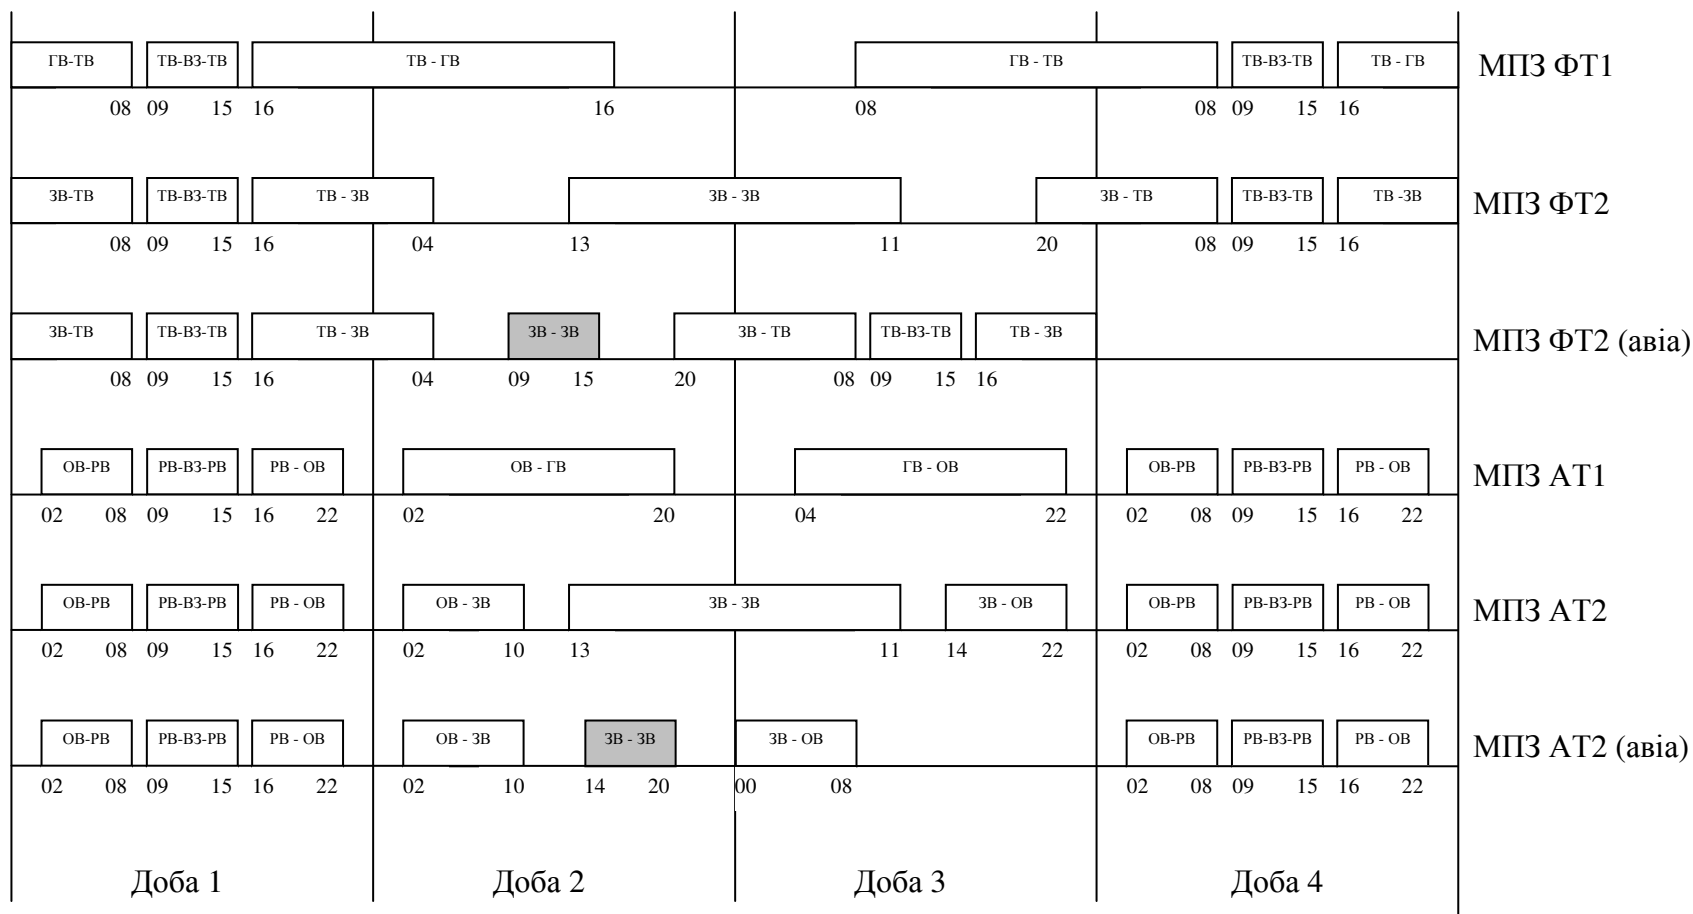 ГВ-ТВ ТВ-ВЗ-ТВ ТВ - ГВ ГВ - ТВ ТВ-ВЗ-ТВ ТВ - ГВ МПЗ ФТ1
08 09 15 16 16 08 08 09 15 16
ЗВ-ТВ ТВ-ВЗ-ТВ ТВ - ЗВ ЗВ - ЗВ ЗВ - ТВ ТВ-ВЗ-ТВ ТВ -ЗВ МПЗ ФТ2
08 09 15 16 04 13 11 20 08 09 15 16
ЗВ-ТВ ТВ-ВЗ-ТВ ТВ - ЗВ ЗВ - ЗВ ЗВ - ТВ ТВ-ВЗ-ТВ ТВ - ЗВ МПЗ ФТ2 (авіа)
08 09 15 16 04 09 15 20 08 09 15 16
ОВ-РВ РВ-ВЗ-РВ РВ - ОВ ОВ - ГВ ГВ - ОВ ОВ-РВ РВ-ВЗ-РВ РВ - ОВ МПЗ АТ1
02 08 09 15 16 22 02 20 04 22 02 08 09 15 16 22
ОВ-РВ РВ-ВЗ-РВ РВ - ОВ ОВ - ЗВ ЗВ - ЗВ ЗВ - ОВ ОВ-РВ РВ-ВЗ-РВ РВ - ОВ МПЗ АТ2
02 08 09 15 16 22 02 10 13 11 14 22 02 08 09 15 16 22
ОВ-РВ РВ-ВЗ-РВ РВ - ОВ ОВ - ЗВ ЗВ - ЗВ ЗВ - ОВ ОВ-РВ РВ-ВЗ-РВ РВ - ОВ МПЗ АТ2 (авіа)
02 08 09 15 16 22 02 10 14 20 00 08 02 08 09 15 16 22
Доба 1 Доба 2 Доба 3 Доба 4